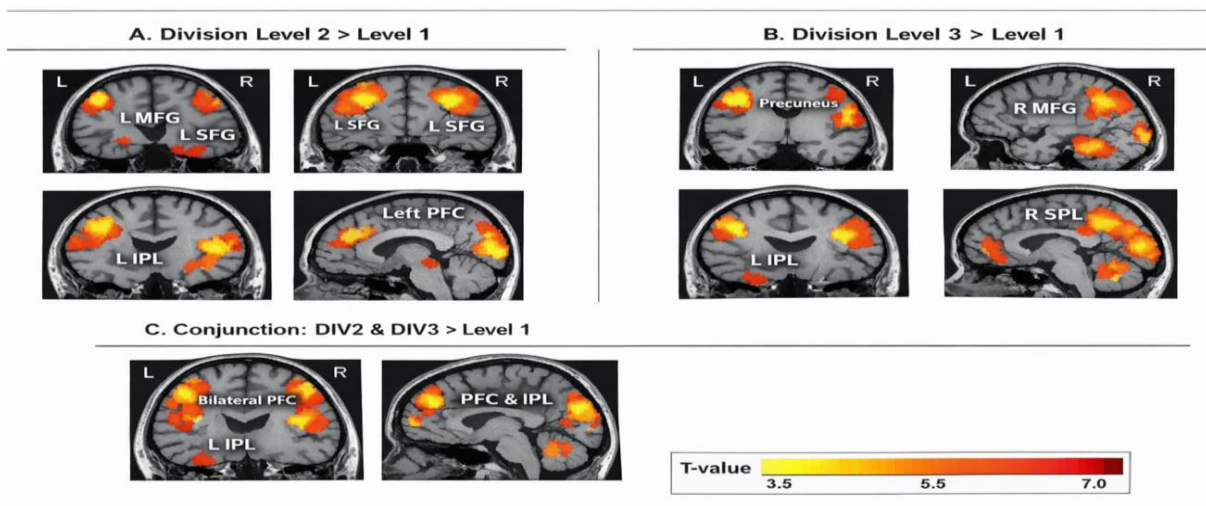 A. Division Level 2 > Level 1
L R
L MFG
L SFG
L R
L SFG L SFG
L IPL
Left PFC
B. Division Level 3 > Level 1
L R
Precuneus
L R
R MFG
L IPL
R SPL
C. Conjunction: DIV2 & DIV3 > Level 1
L R
Bilateral PFC
L IPL
PFC & IPL
T-value
3.5 5.5 7.0